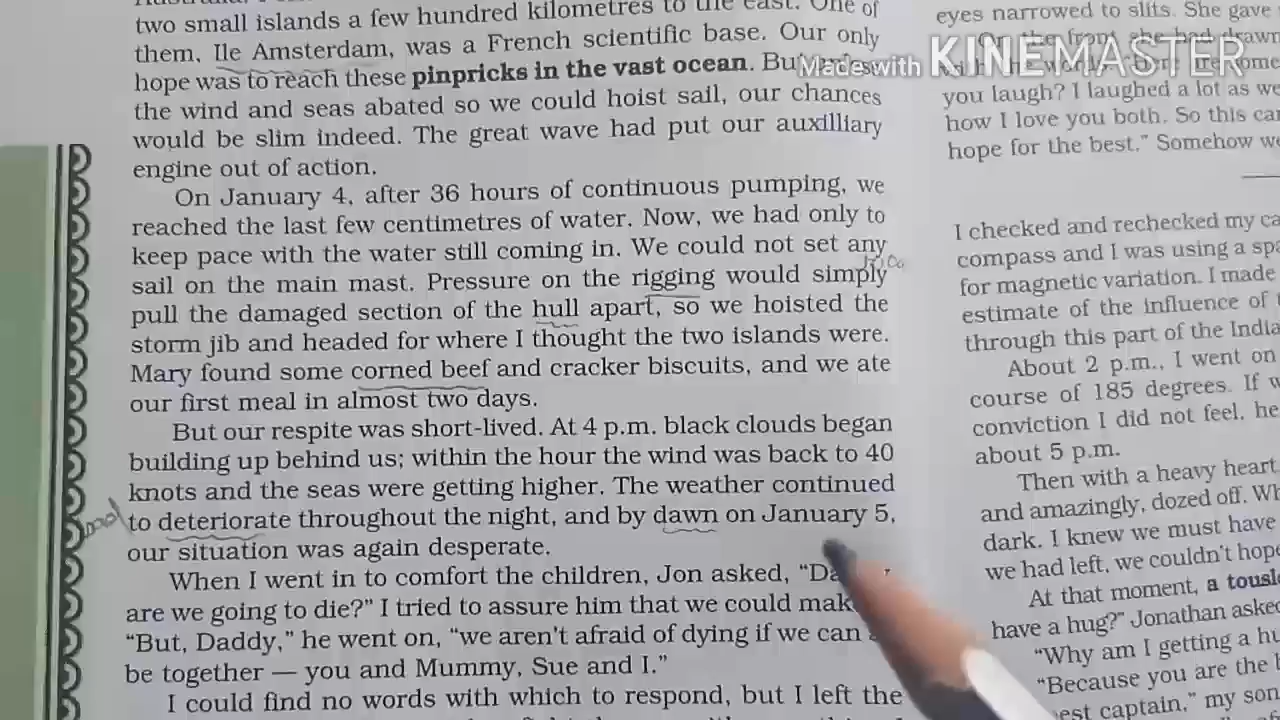 two small islands a few hundred kilometres to the east. One of
them, Ile Amsterdam, was a French scientific base. Our only
hope was to reach these pinpricks in the vast ocean. But
the wind and seas abated so we could hoist sail, our chances
would be slim indeed. The great wave had put our auxilliary
engine out of action.
On January 4, after 36 hours of continuous pumping, we
reached the last few centimetres of water. Now, we had only to
keep pace with the water still coming in. We could not set any
sail on the main mast. Pressure on the rigging would simply
pull the damaged section of the hull apart, so we hoisted the
storm jib and headed for where I thought the two islands were.
Mary found some corned beef and cracker biscuits, and we ate
our first meal in almost two days.
But our respite was short-lived. At 4 p.m. black clouds began
building up behind us; within the hour the wind was back to 40
knots and the seas were getting higher. The weather continued
to deteriorate throughout the night, and by dawn on January 5,
our situation was again desperate.
When I went in to comfort the children, Jon asked,
are we going to die?" I tried to assure him that we could
"But, Daddy," he went on, "we aren't afraid of dying if we can
be together — you and Mummy, Sue and I."
I could find no words with which to respond, but I left the
Made with KINEMASTER
eyes narrowed to slits. She gave
On the front she had drawn
you laugh? I laughed a lot as we
how I love you both. So this
hope for the best." Somehow
I checked and rechecked my
compass and I was using a
for magnetic variation. I made
estimate of the influence of
through this part of the
About 2 p.m., I went on
course of 185 degrees. If
conviction I did not feel, he
about 5 p.m.
Then with a heavy heart
and amazingly, dozed off.
dark. I knew we must have
we had left, we couldn't hope
At that moment, a
have a hug?" Jonathan
"Why am I getting a
"Because you are the
captain," my son